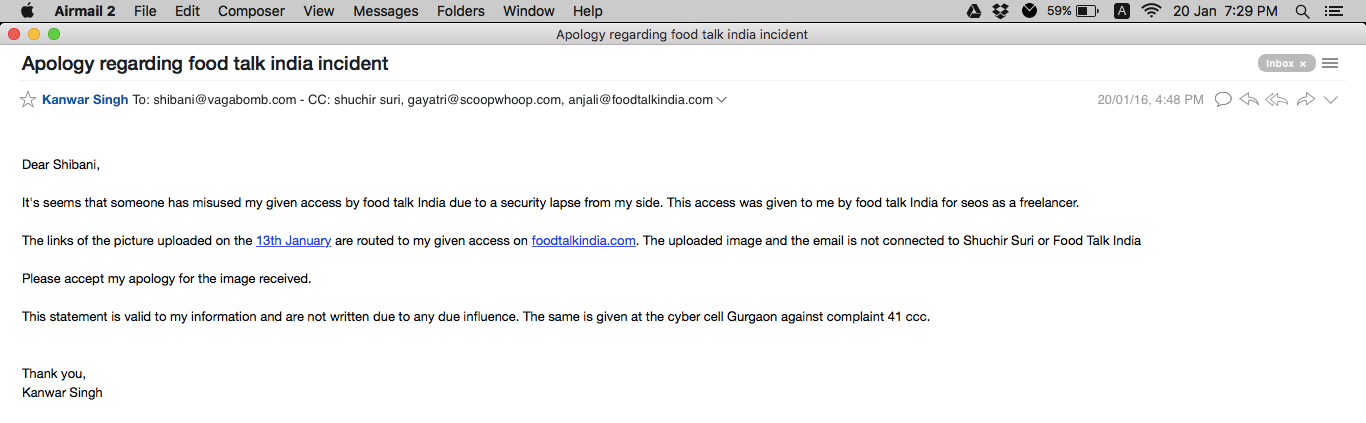 Airmail 2 File Edit Composer View Messages Folders Window Help 59% A 20 Jan 7:29 PM
Apology regarding food talk india incident
Apology regarding food talk india incident Inbox ×
Kanwar Singh To: shibani@vagabomb.com - CC: shuchir suri, gayatri@scoopwhoop.com, anjali@foodtalkindia.com 20/01/16, 4:48 PM
Dear Shibani,
It's seems that someone has misused my given access by food talk India due to a security lapse from my side. This access was given to me by food talk India for seos as a freelancer.
The links of the picture uploaded on the 13th January are routed to my given access on foodtalkindia.com. The uploaded image and the email is not connected to Shuchir Suri or Food Talk India
Please accept my apology for the image received.
This statement is valid to my information and are not written due to any due influence. The same is given at the cyber cell Gurgaon against complaint 41 ccc.
Thank you,
Kanwar Singh